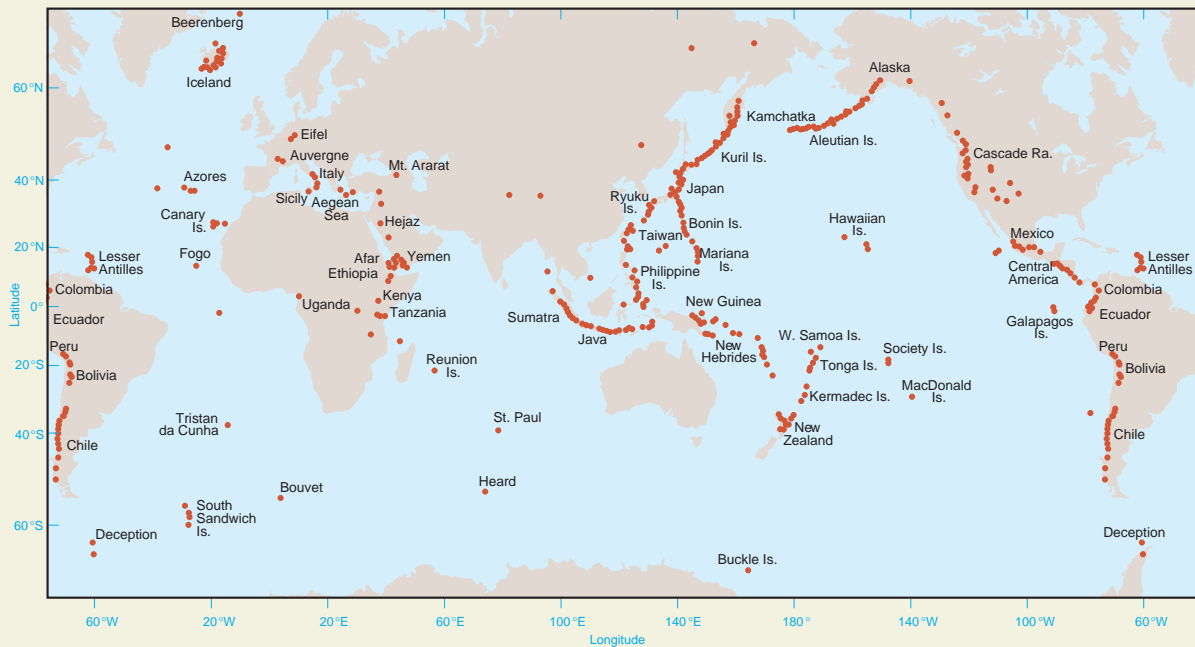 Beerenberg
Iceland
Alaska
60°N
Latitude
Eifel
Auvergne
Italy
Mt. Ararat
Kamchatka
Aleutian Is.
Kuril Is.
Cascade Ra.
40°N
Azores
Sicily
Aegean
Sea
Japan
Ryuku
Is.
Canary
Is.
Hejaz
Bonin Is.
Hawaiian
Is.
Taiwan
Mexico
20°N
Lesser
Antilles
Fogo
Afar
Yemen
Ethiopia
Mariana
Is.
Philippine
Is.
Central
America
Lesser
Antilles
Colombia
Uganda
Kenya
Tanzania
Sumatra
New Guinea
Colombia
0°
Ecuador
Java
New
Hebrides
W. Samoa Is.
Galapagos
Is.
Ecuador
Peru
Bolivia
20°S
Reunion
Is.
Tonga Is.
Society Is.
Kermadec Is.
MacDonald
Is.
Peru
Bolivia
Tristan
da Cunha
St. Paul
New
Zealand
40°S
Chile
Chile
Bouvet
Heard
South
Sandwich
Is.
60°S
Deception
Deception
Buckle Is.
60°W
20°W
20°E
60°E
100°E
140°E
180°
140°W
100°W
60°W
Longitude